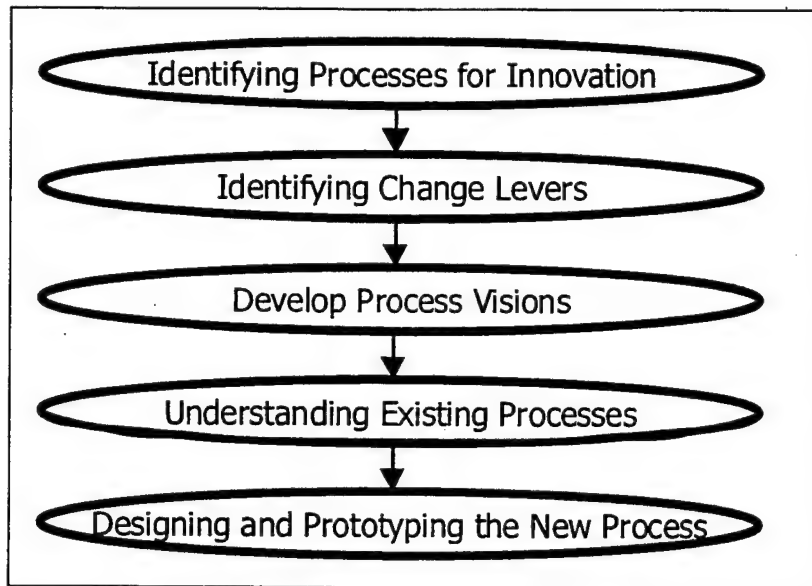 Identifying Processes for Innovation
Identifying Change Levers
Develop Process Visions
Understanding Existing Processes
Designing and Prototyping the New Process